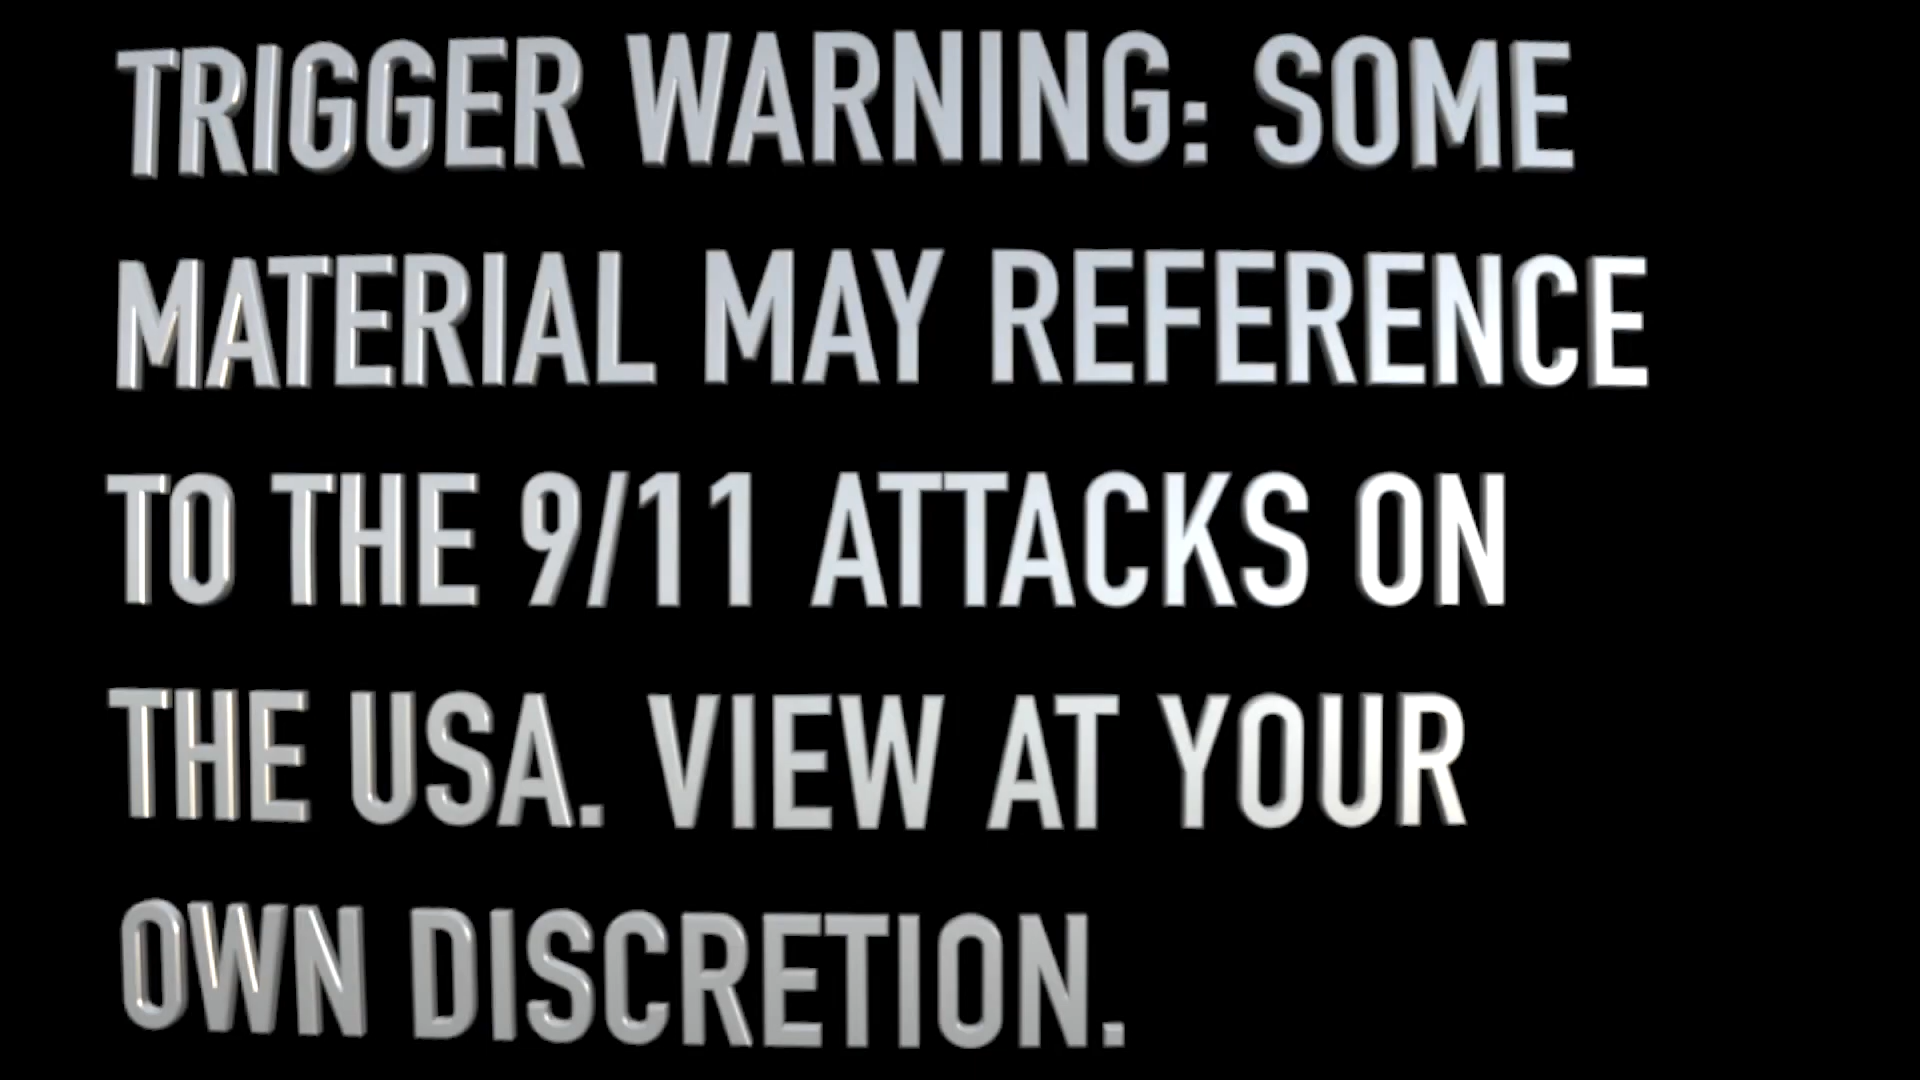 TRIGGER WARNING: SOME
MATERIAL MAY REFERENCE
TO THE 9/11 ATTACKS ON
THE USA. VIEW AT YOUR
OWN DISCRETION.